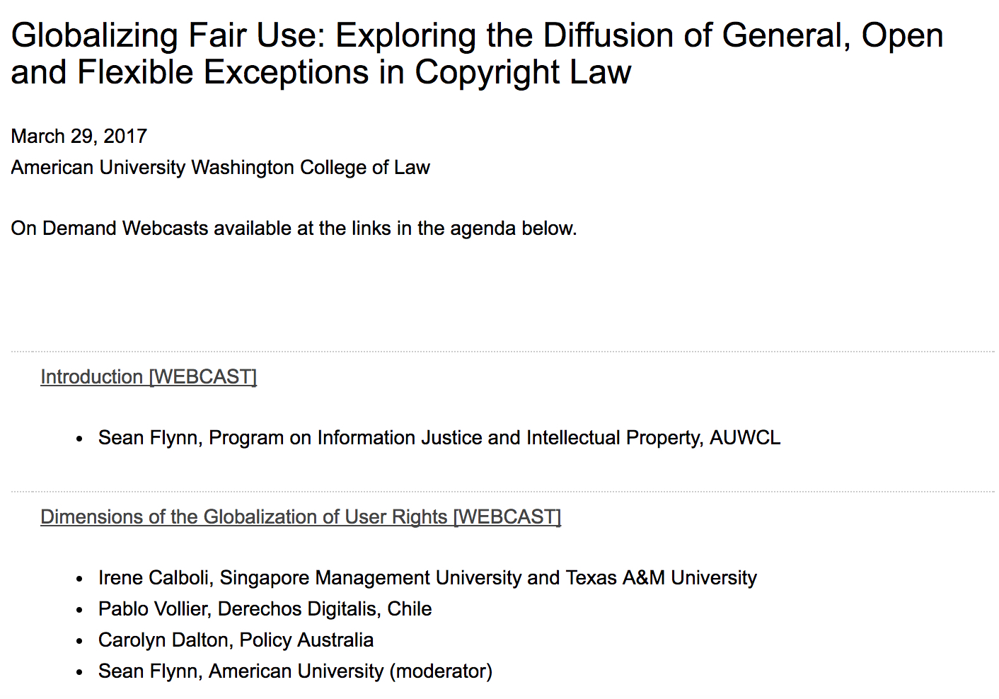 Globalizing Fair Use: Exploring the Diffusion of General, Open
and Flexible Exceptions in Copyright Law
March 29, 2017
American University Washington College of Law
On Demand Webcasts available at the links in the agenda below.
Introduction [WEBCAST]
• Sean Flynn, Program on Information Justice and Intellectual Property, AUWCL
Dimensions of the Globalization of User Rights [WEBCAST]
• Irene Calboli, Singapore Management University and Texas A&M University
• Pablo Vollier, Derechos Digitalis, Chile
• Carolyn Dalton, Policy Australia
• Sean Flynn, American University (moderator)